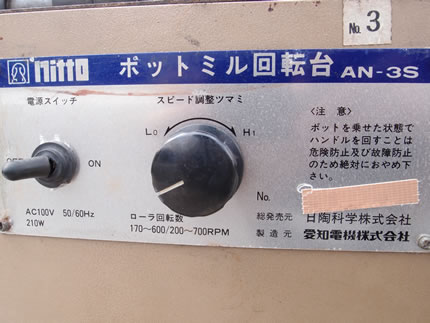 No. 3
nitto ポットミル回転台 AN-3S
電源スイッチ
ON
AC100V 50/60Hz
210W
スピード調整ツマミ
Lo Hi
ローラ回転数
170〜600/200〜700RPM
〈注意〉
ポットを乗せた状態で
ハンドルを回すことは
危険防止及び故障防止
のため絶対におやめ下
さい。
No.
総発売元 日陶科学株式会社
製造元 愛知電機株式会社